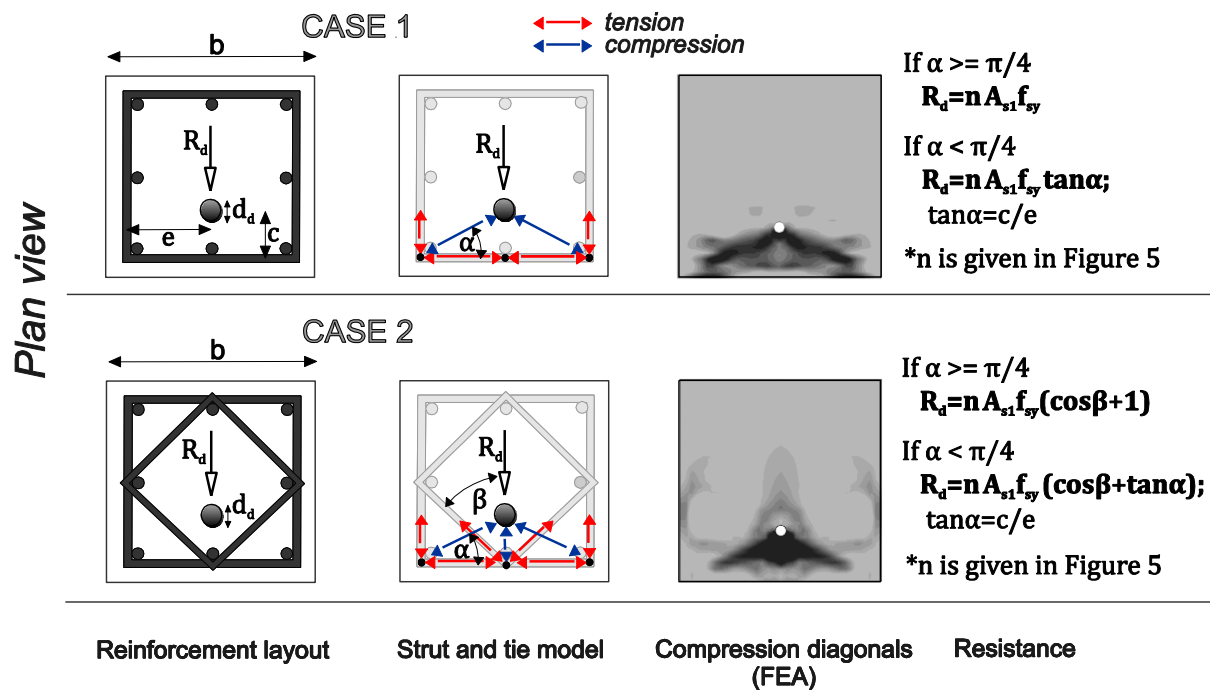 Plan view
CASE 1
tension
compression
b
R_d
d_d
e
c
R_d
α
If α >= π/4
R_d=n A_s1 f_sy
If α < π/4
R_d=n A_s1 f_sy tanα;
tanα=c/e
*n is given in Figure 5
CASE 2
b
R_d
d_d
R_d
β
α
If α >= π/4
R_d=n A_s1 f_sy (cosβ+1)
If α < π/4
R_d=n A_s1 f_sy (cosβ+tanα);
tanα=c/e
*n is given in Figure 5
Reinforcement layout
Strut and tie model
Compression diagonals
(FEA)
Resistance